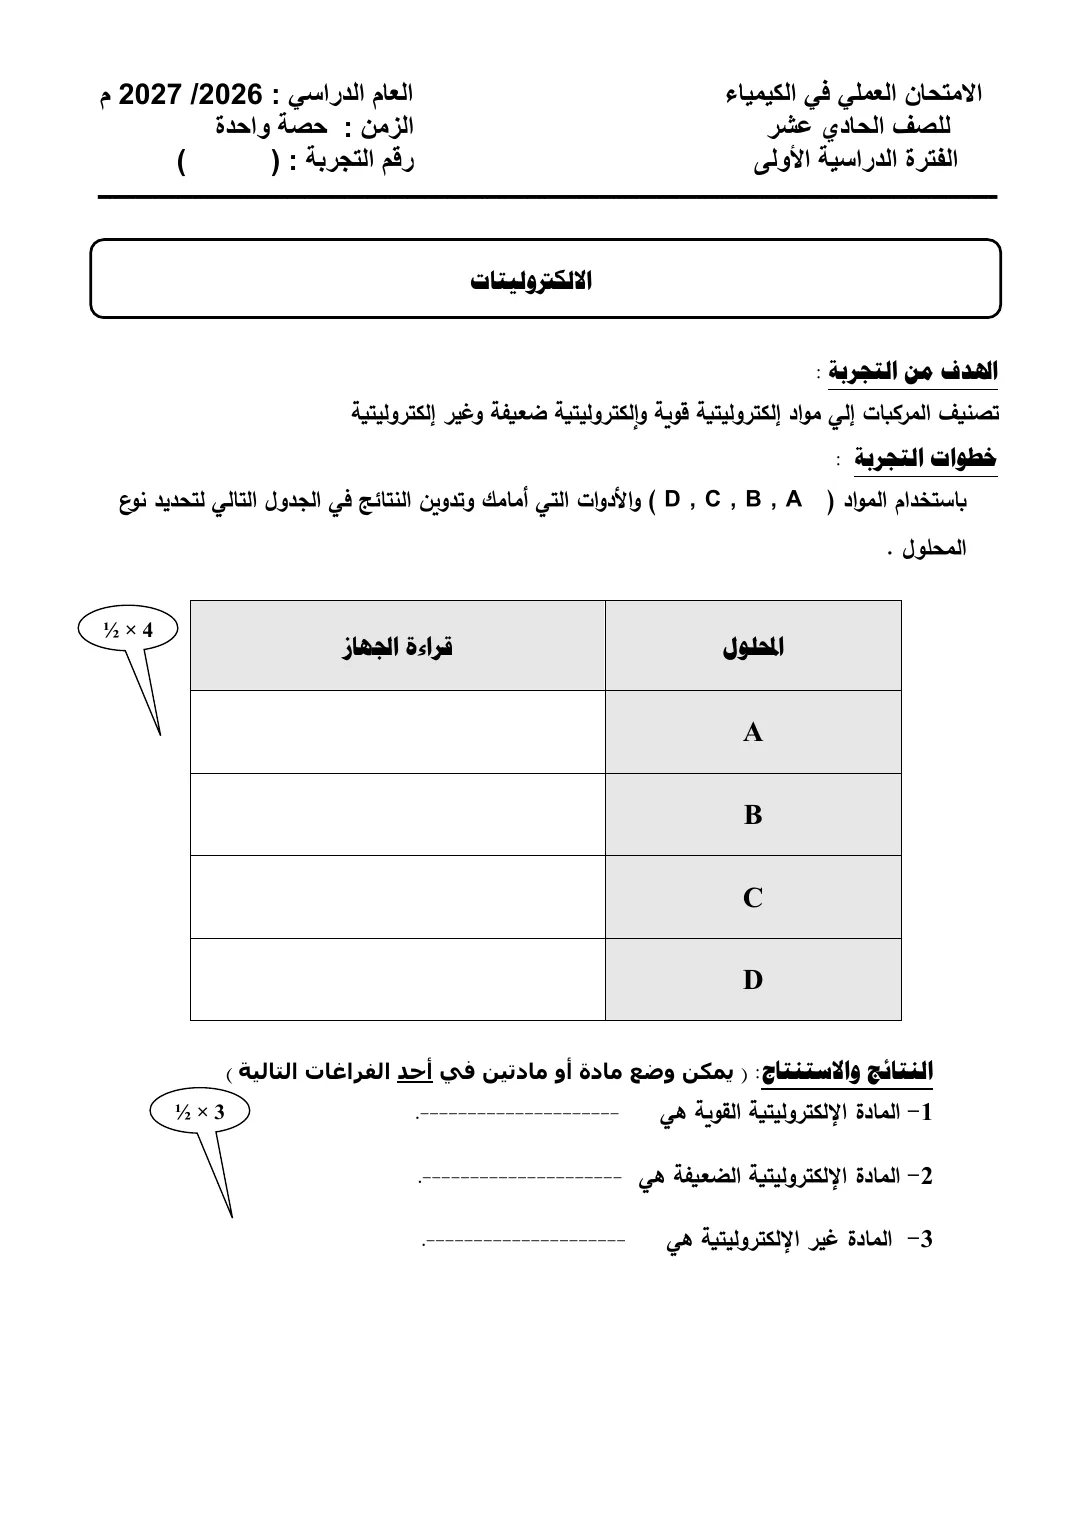 الامتحان العملي في الكيمياء
للصف الحادي عشر
الفترة الدراسية الأولى
العام الدراسي : 2026/ 2027 م
الزمن : حصة واحدة
رقم التجربة : ( )
الالكتروليتات
الهدف من التجربة :
تصنيف المركبات إلي مواد إلكتروليتية قوية وإلكتروليتية ضعيفة وغير إلكتروليتية
خطوات التجربة :
باستخدام المواد ( D , C , B , A ) والأدوات التي أمامك وتدوين النتائج في الجدول التالي لتحديد نوع
المحلول .
½ × 4
المحلول قراءة الجهاز
A
B
C
D
النتائج والاستنتاج: ( يمكن وضع مادة أو مادتين في أحد الفراغات التالية )
½ × 3
1- المادة الإلكتروليتية القوية هي ---------------------.
2- المادة الإلكتروليتية الضعيفة هي ---------------------.
3- المادة غير الإلكتروليتية هي ---------------------.